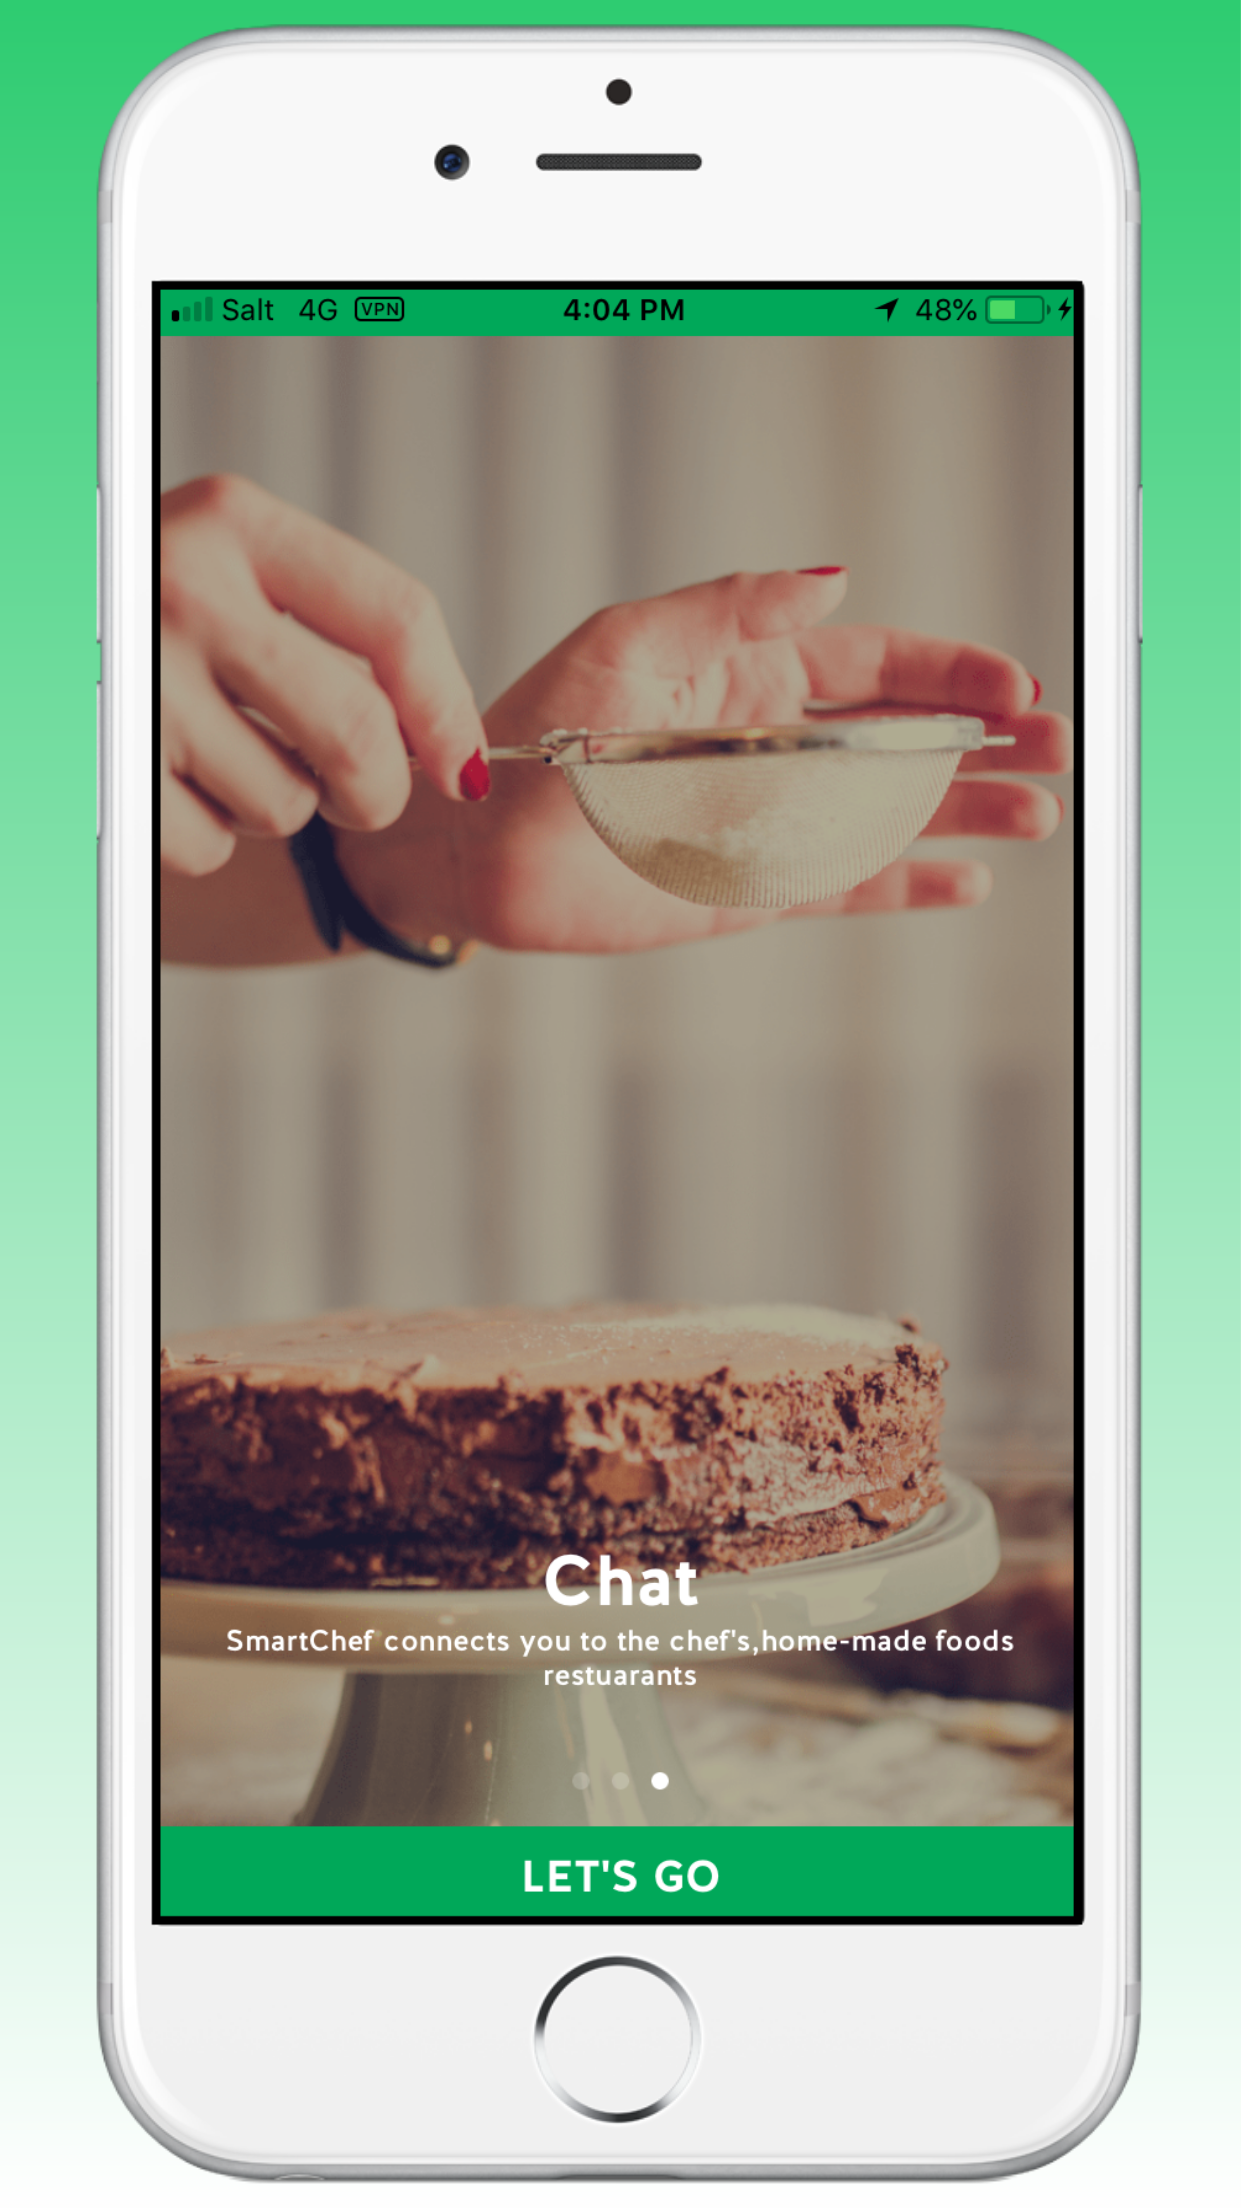 Salt 4G VPN 4:04 PM 48%
Chat
SmartChef connects you to the chef's,home-made foods
restuarants
LET'S GO